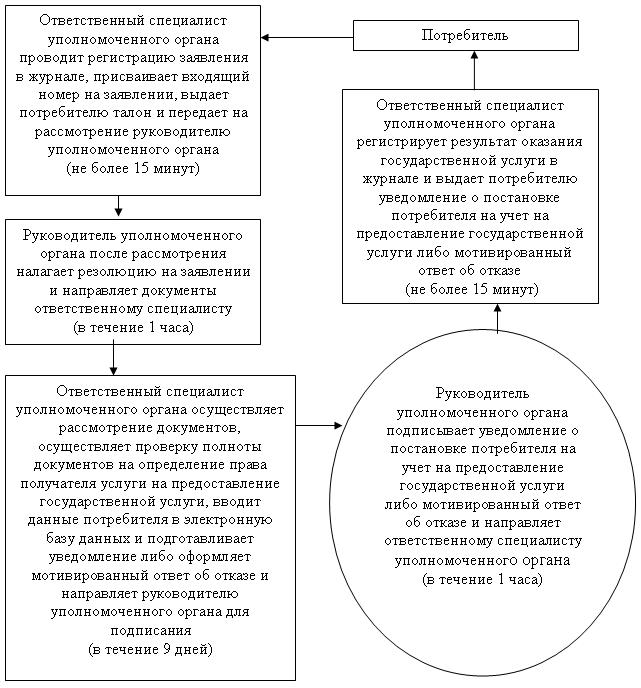 Потребитель
Ответственный специалист
уполномоченного органа
проводит регистрацию заявления
в журнале, присваивает входящий
номер на заявлении, выдает
потребителю талон и передает на
рассмотрение руководителю
уполномоченного органа
(не более 15 минут)
Руководитель уполномоченного
органа после рассмотрения
налагает резолюцию на заявлении
и направляет документы
ответственному специалисту
(в течение 1 часа)
Ответственный специалист
уполномоченного органа осуществляет
рассмотрение документов,
осуществляет проверку полноты
документов на определение права
получателя услуги на предоставление
государственной услуги, вводит
данные потребителя в электронную
базу данных и подготавливает
уведомление либо оформляет
мотивированный ответ об отказе и
направляет руководителю
уполномоченного органа для
подписания
(в течение 9 дней)
Руководитель
уполномоченного органа
подписывает уведомление о
постановке потребителя на
учет на предоставление
государственной услуги
либо мотивированный ответ
об отказе и направляет
ответственному специалисту
уполномоченного органа
(в течение 1 часа)
Ответственный специалист
уполномоченного органа
регистрирует результат оказания
государственной услуги в
журнале и выдает потребителю
уведомление о постановке
потребителя на учет на
предоставление государственной
услуги либо мотивированный
ответ об отказе
(не более 15 минут)